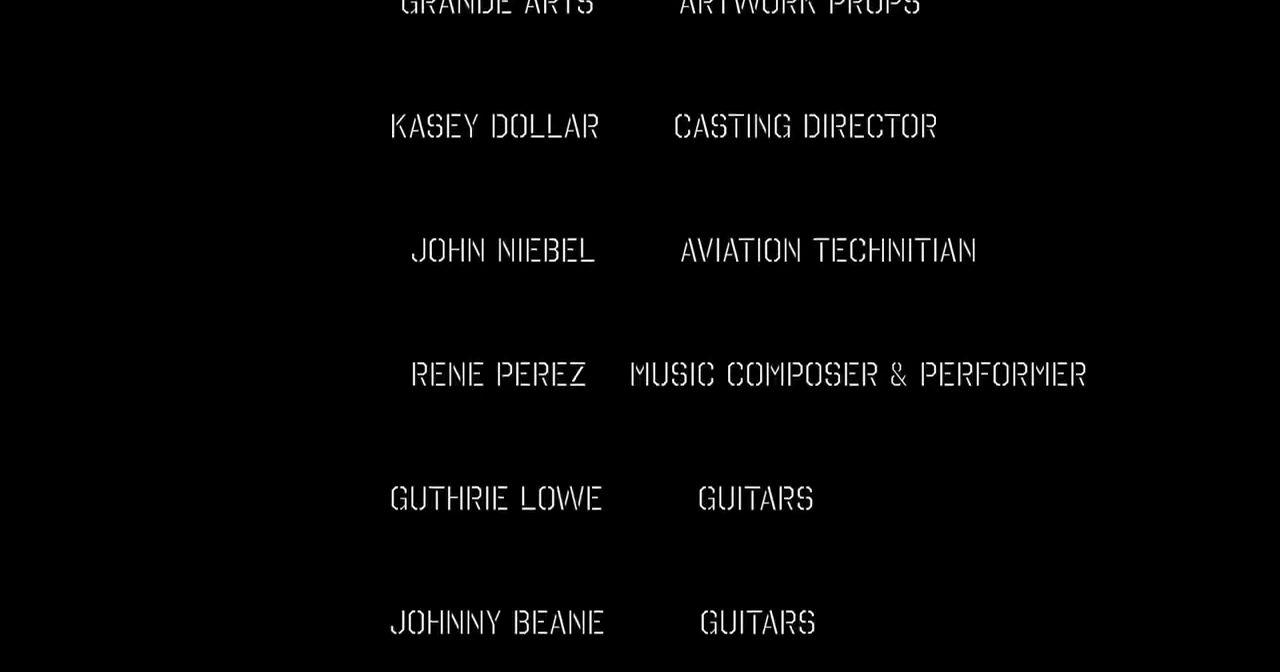 GRANDE ARTS ARTWORK PROPS
KASEY DOLLAR CASTING DIRECTOR
JOHN NIEBEL AVIATION TECHNITIAN
RENE PEREZ MUSIC COMPOSER & PERFORMER
GUTHRIE LOWE GUITARS
JOHNNY BEANE GUITARS